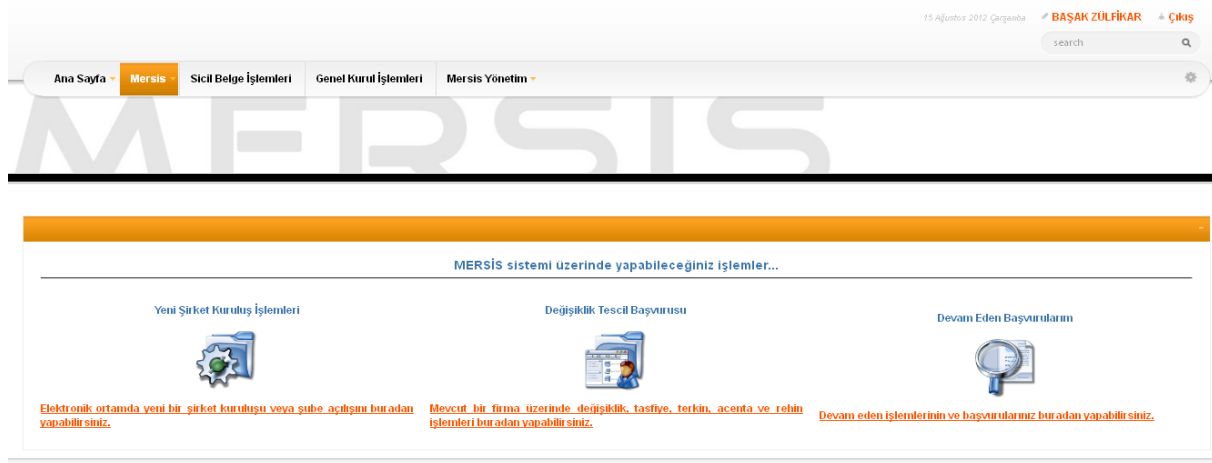 15 Ağustos 2012 Çarşamba BAŞAK ZÜLFİKAR Çıkış
search
Ana Sayfa Mersis Sicil Belge İşlemleri Genel Kurul İşlemleri Mersis Yönetim
MERSIS
MERSİS sistemi üzerinde yapabileceğiniz işlemler...
Yeni Şirket Kuruluş İşlemleri
Elektronik ortamda yeni bir şirket kuruluşu veya şube açılışını buradan
yapabilirsiniz.
Değişiklik Tescil Başvurusu
Mevcut bir firma üzerinde değişiklik, tasfiye, terkin, acenta ve rehin
işlemleri buradan yapabilirsiniz.
Devam Eden Başvurularım
Devam eden işlemlerinin ve başvurularınız buradan yapabilirsiniz.